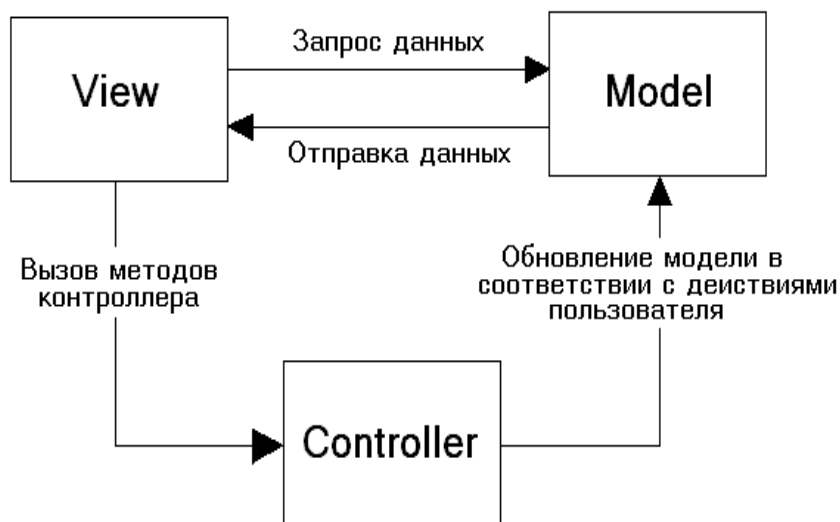 Запрос данных
View
Model
Отправка данных
Вызов методов
контроллера
Обновление модели в
соответствии с деиствиями
пользователя
Controller